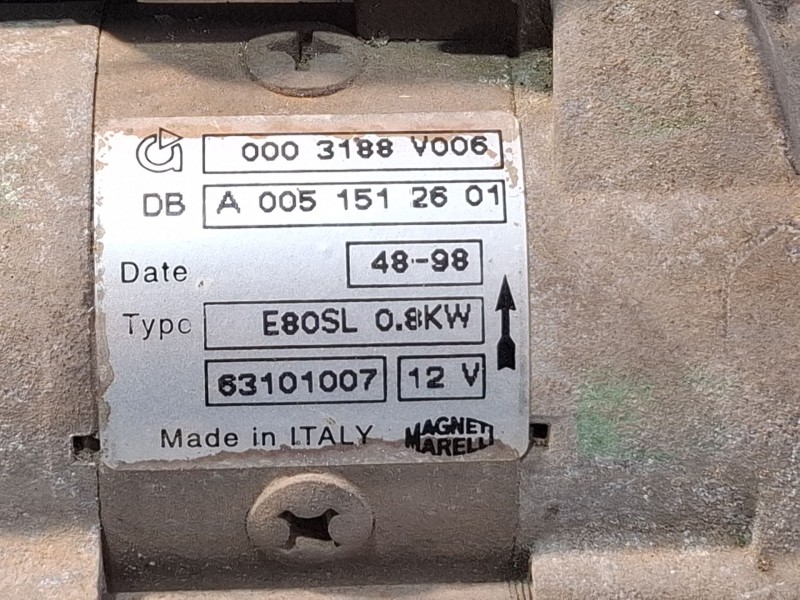 000 3188 V006
DB A 005 151 26 01
Date 48-98
Type E80SL 0.8KW
63101007 12 V
Made in ITALY MAGNETI MARELLI